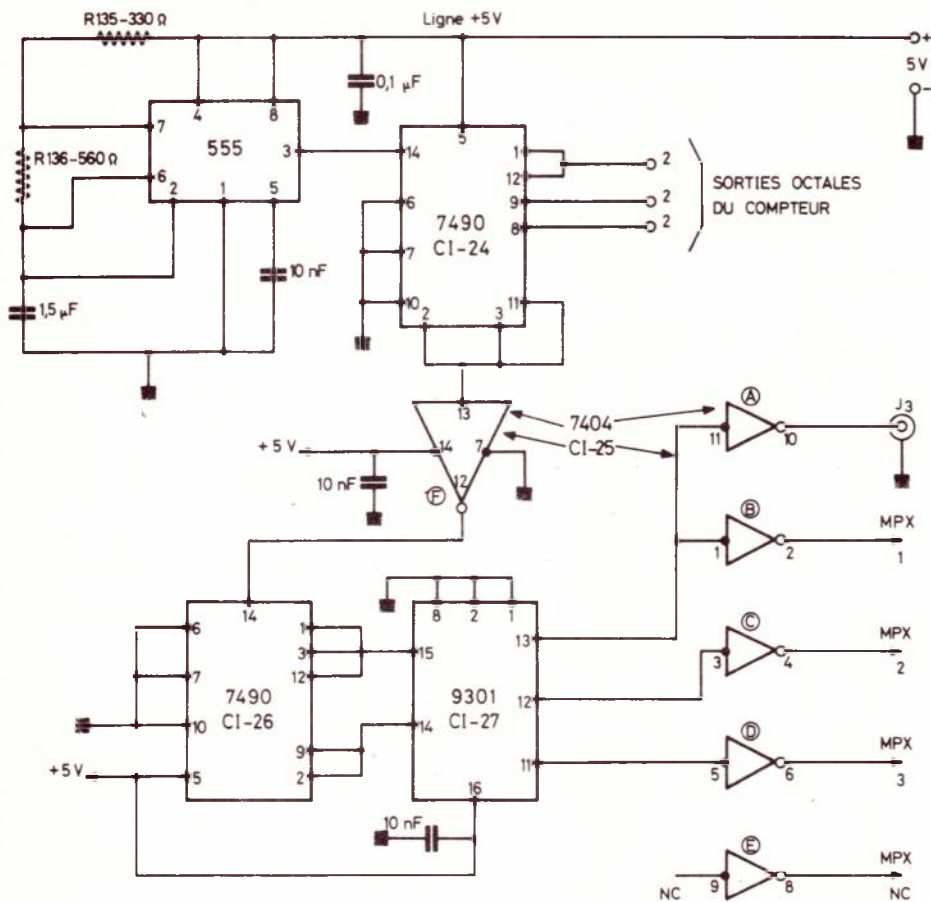 R135-330 Ω
Ligne +5V
+
5V
-
0,1 µF
4
8
7
555
3
14
5
1
2
R136-560 Ω
6
12
2
1
5
6
9
2
SORTIES OCTALES
DU COMPTEUR
7490
8
2
CI-24
7
10 nF
10
11
1,5 µF
2
3
13
7404
A
J3
+5V
14
7
CI-25
11
10
12
10 nF
F
B
MPX
1
2
1
8
2
1
14
C
MPX
6
1
13
3
4
2
3
15
7
12
7490
9301
12
CI-26
CI-27
10
14
D
MPX
9
11
5
6
3
+5V
5
2
16
10 nF
E
MPX
NC
9
8
NC